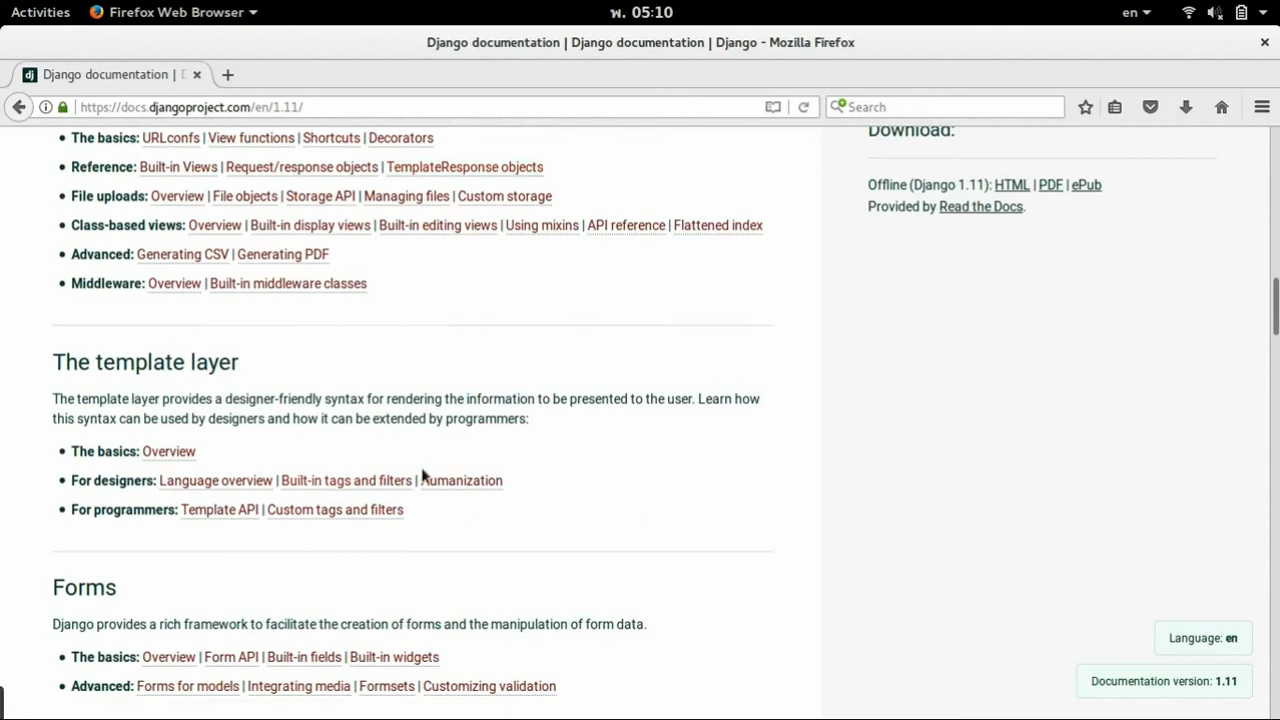 Activities Firefox Web Browser พ. 05:10 en
Django documentation | Django documentation | Django - Mozilla Firefox
dj Django documentation |
https://docs.djangoproject.com/en/1.11/ Search
The basics: URLconfs | View functions | Shortcuts | Decorators
Reference: Built-in Views | Request/response objects | TemplateResponse objects
File uploads: Overview | File objects | Storage API | Managing files | Custom storage
Class-based views: Overview | Built-in display views | Built-in editing views | Using mixins | API reference | Flattened index
Advanced: Generating CSV | Generating PDF
Middleware: Overview | Built-in middleware classes
The template layer
The template layer provides a designer-friendly syntax for rendering the information to be presented to the user. Learn how
this syntax can be used by designers and how it can be extended by programmers:
The basics: Overview
For designers: Language overview | Built-in tags and filters | Humanization
For programmers: Template API | Custom tags and filters
Forms
Django provides a rich framework to facilitate the creation of forms and the manipulation of form data.
The basics: Overview | Form API | Built-in fields | Built-in widgets
Advanced: Forms for models | Integrating media | Formsets | Customizing validation
Download:
Offline (Django 1.11): HTML | PDF | ePub
Provided by Read the Docs.
Language: en
Documentation version: 1.11